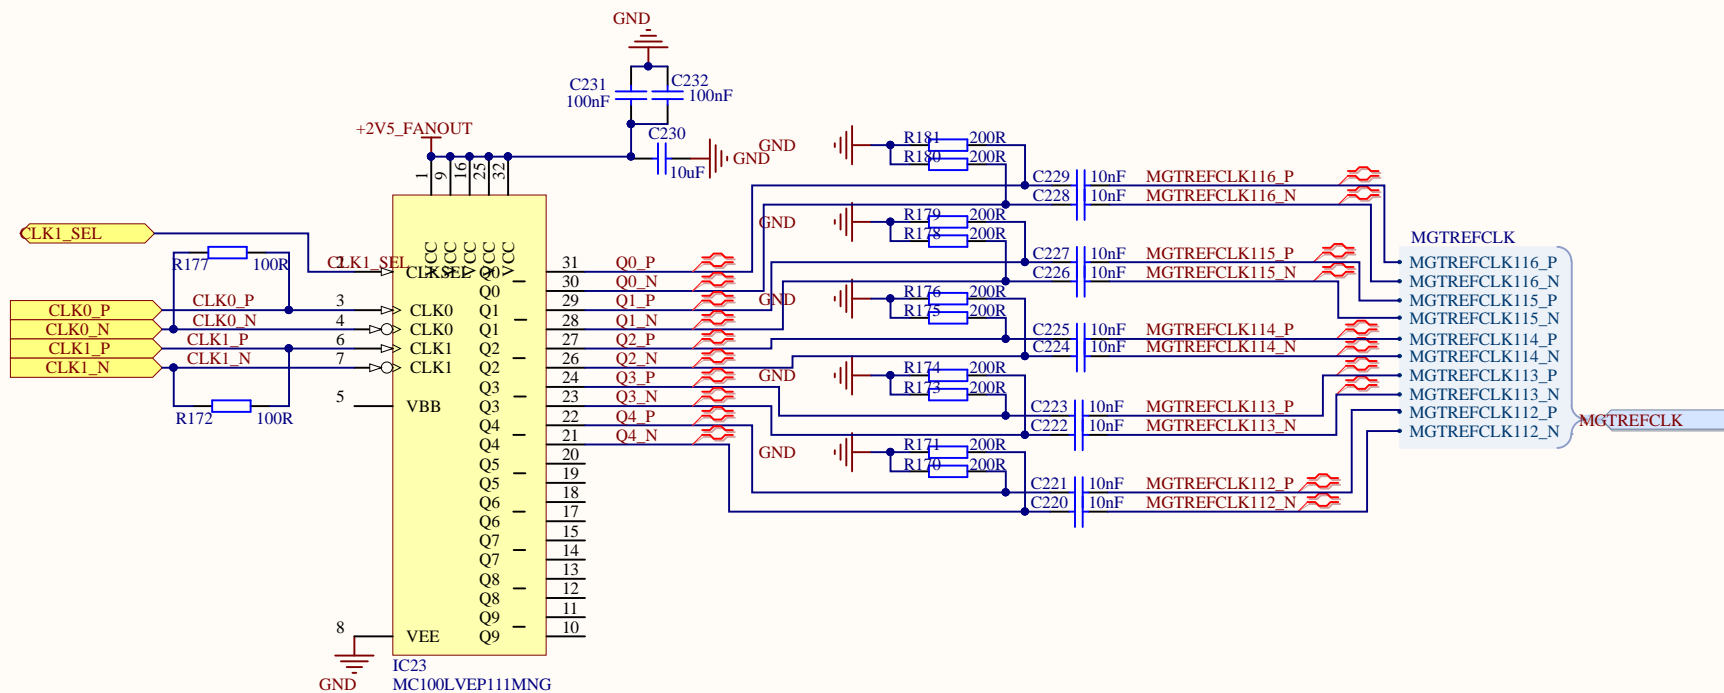 GND
C231
100nF
C232
100nF
+2V5_FANOUT
C230
10uF
GND
1
9
16
25
32
VCC
VCC
VCC
VCC
VCC
CLK1_SEL
R177
100R
CLK1_SEL
2
CLKSEL
CLK0_P
CLK0_P
3
CLK0
CLK0_N
CLK0_N
4
CLK0
CLK1_P
CLK1_P
6
CLK1
CLK1_N
CLK1_N
7
CLK1
R172
100R
5
VBB
8
VEE
GND
IC23
MC100LVEP111MNG
Q0
31
Q0_P
Q0
30
Q0_N
Q1
29
Q1_P
Q1
28
Q1_N
Q2
27
Q2_P
Q2
26
Q2_N
Q3
24
Q3_P
Q3
23
Q3_N
Q4
22
Q4_P
Q4
21
Q4_N
Q5
20
Q5
19
Q6
18
Q6
17
Q7
15
Q7
14
Q8
13
Q8
12
Q9
11
Q9
10
GND
R181
200R
R180
200R
C229
10nF
MGTREFCLK116_P
C228
10nF
MGTREFCLK116_N
GND
R179
200R
R178
200R
C227
10nF
MGTREFCLK115_P
C226
10nF
MGTREFCLK115_N
GND
R176
200R
R175
200R
C225
10nF
MGTREFCLK114_P
C224
10nF
MGTREFCLK114_N
GND
R174
200R
R173
200R
C223
10nF
MGTREFCLK113_P
C222
10nF
MGTREFCLK113_N
GND
R171
200R
R170
200R
C221
10nF
MGTREFCLK112_P
C220
10nF
MGTREFCLK112_N
MGTREFCLK
MGTREFCLK116_P
MGTREFCLK116_N
MGTREFCLK115_P
MGTREFCLK115_N
MGTREFCLK114_P
MGTREFCLK114_N
MGTREFCLK113_P
MGTREFCLK113_N
MGTREFCLK112_P
MGTREFCLK112_N
MGTREFCLK